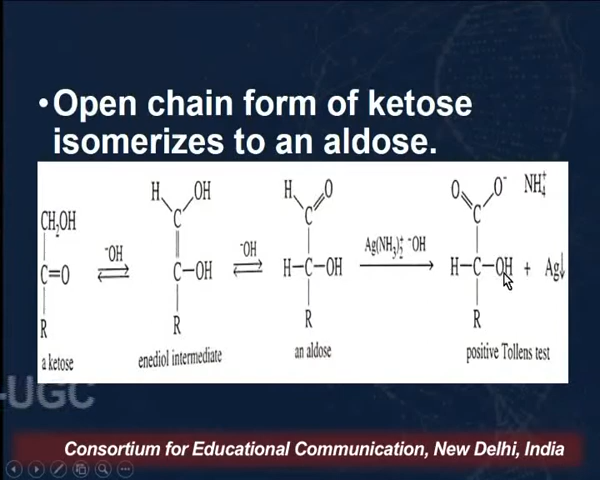 •Open chain form of ketose
isomerizes to an aldose.
H OH H O O O⁻ NH₄⁺
CH₂OH C C C
⁻OH ⁻OH Ag(NH₃)₂⁺ ⁻OH
C=O C–OH H–C–OH H–C–OH + Ag↓
R R R R
a ketose enediol intermediate an aldose positive Tollens test
-UGC
Consortium for Educational Communication, New Delhi, India